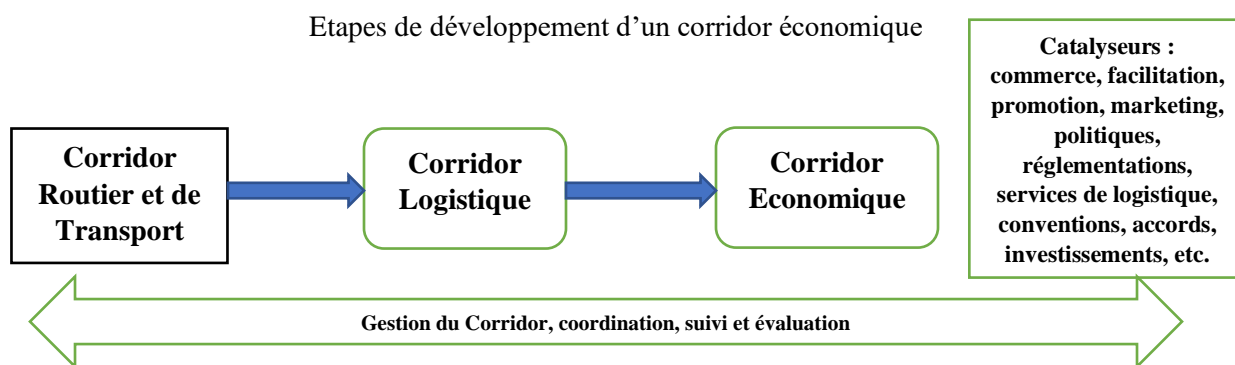 Etapes de développement d'un corridor économique
Corridor
Routier et de
Transport
Corridor
Logistique
Corridor
Economique
Catalyseurs :
commerce, facilitation,
promotion, marketing,
politiques,
réglementations,
services de logistique,
conventions, accords,
investissements, etc.
Gestion du Corridor, coordination, suivi et évaluation